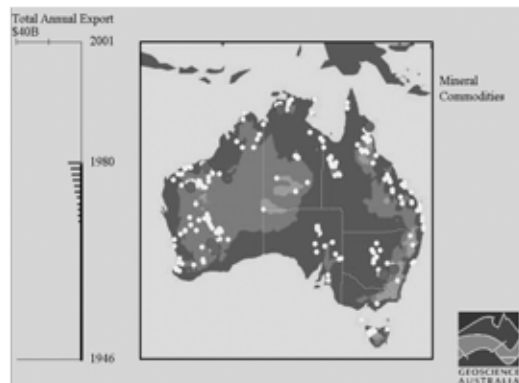 Total Annual Export
$40B
2001
Mineral
Commodities
1980
1946
GEOSCIENCE
AUSTRALIA